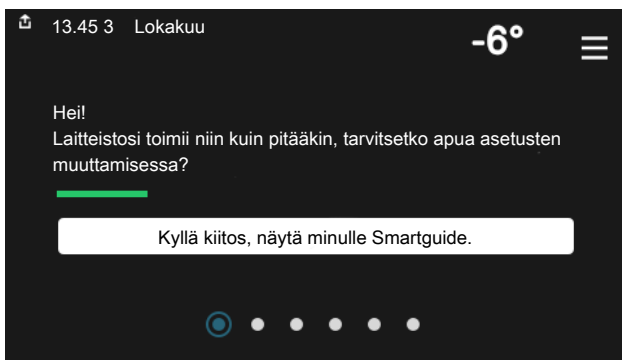 13.45 3 Lokakuu
-6°
Hei!
Laitteistosi toimii niin kuin pitääkin, tarvitsetko apua asetusten
muuttamisessa?
Kyllä kiitos, näytä minulle Smartguide.